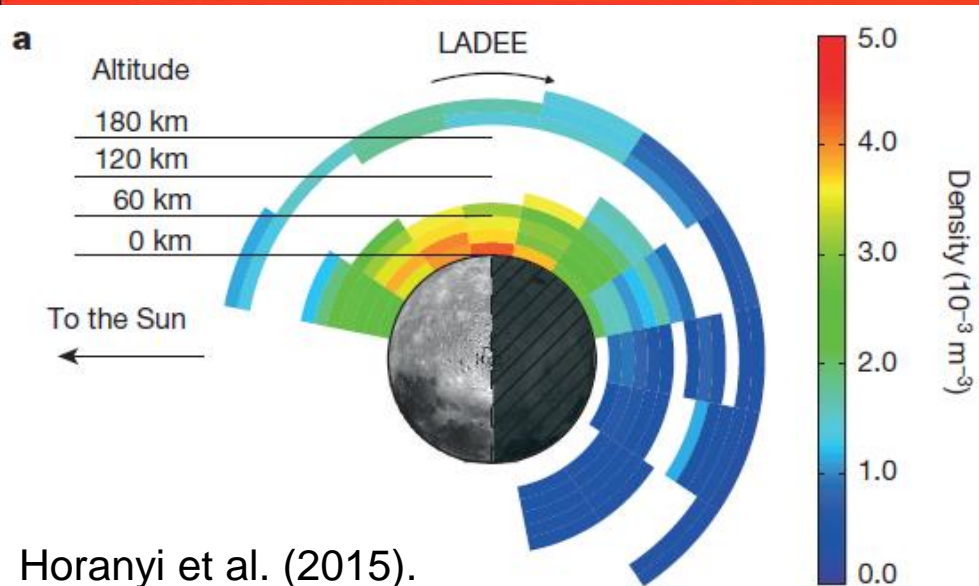 a
LADEE
Altitude
180 km
120 km
60 km
0 km
To the Sun
5.0
4.0
3.0
2.0
1.0
0.0
Density (10⁻³ m⁻³)
Horanyi et al. (2015).